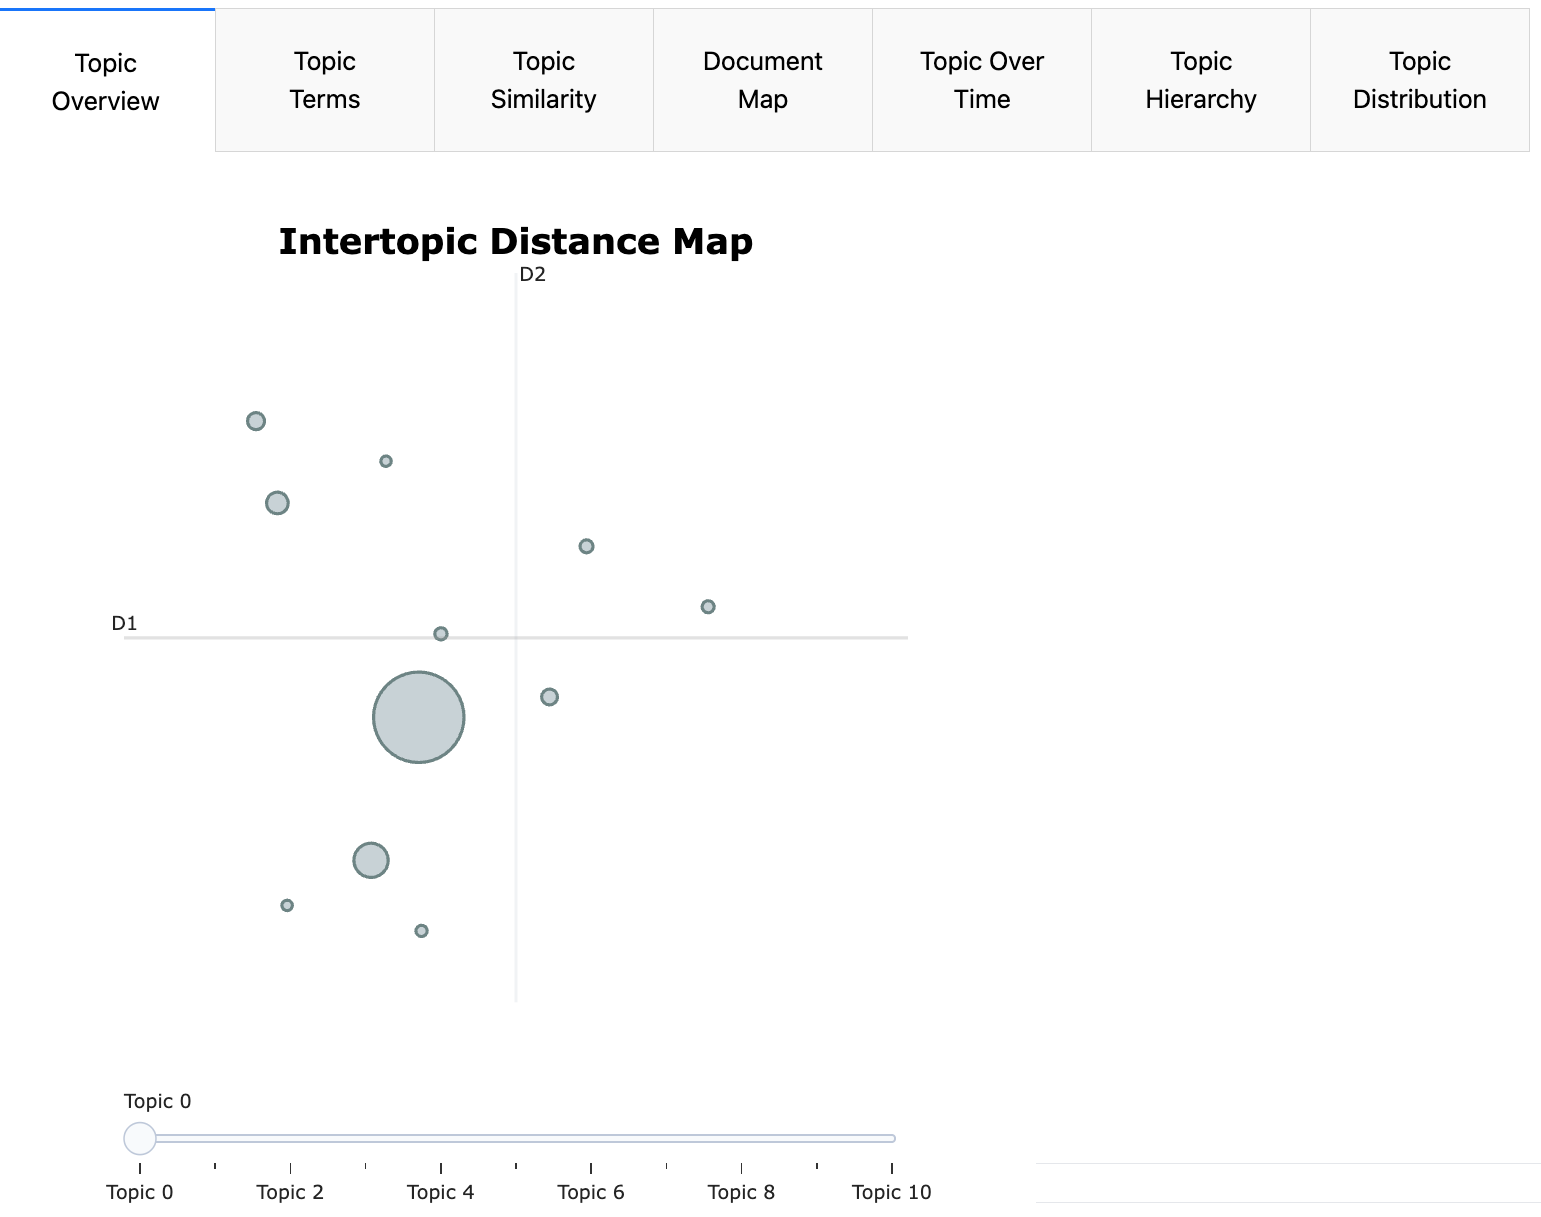 Topic
Overview
Topic
Terms
Topic
Similarity
Document
Map
Topic Over
Time
Topic
Hierarchy
Topic
Distribution
Intertopic Distance Map
D2
D1
Topic 0
Topic 0
Topic 2
Topic 4
Topic 6
Topic 8
Topic 10